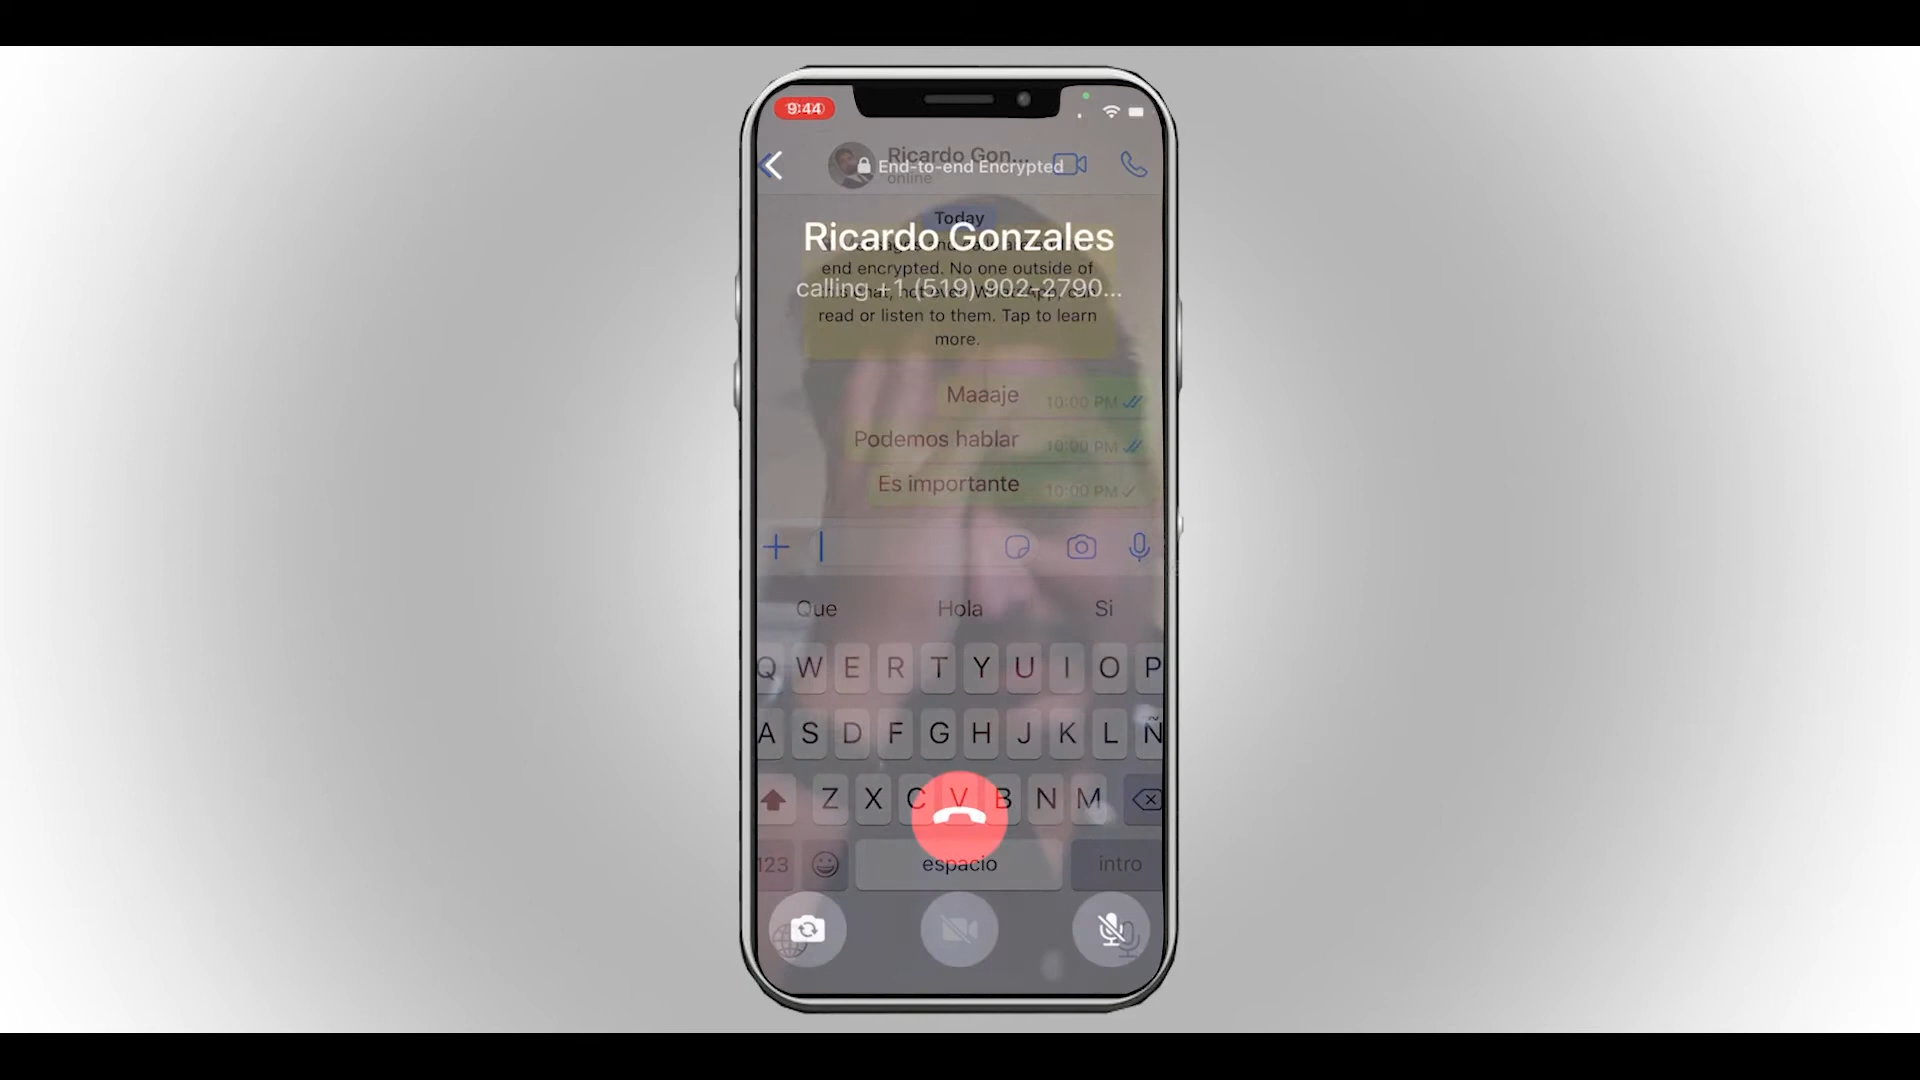 9:44
Ricardo Gon...
End-to-end Encrypted
online
Today
Ricardo Gonzales
end encrypted. No one outside of
calling +1 (519) 902-2790...
read or listen to them. Tap to learn
more.
Maaaje 10:00 PM
Podemos hablar 10:00 PM
Es importante 10:00 PM
Que Hola Si
Q W E R T Y U I O P
A S D F G H J K L Ñ
Z X C V B N M
123 espacio intro